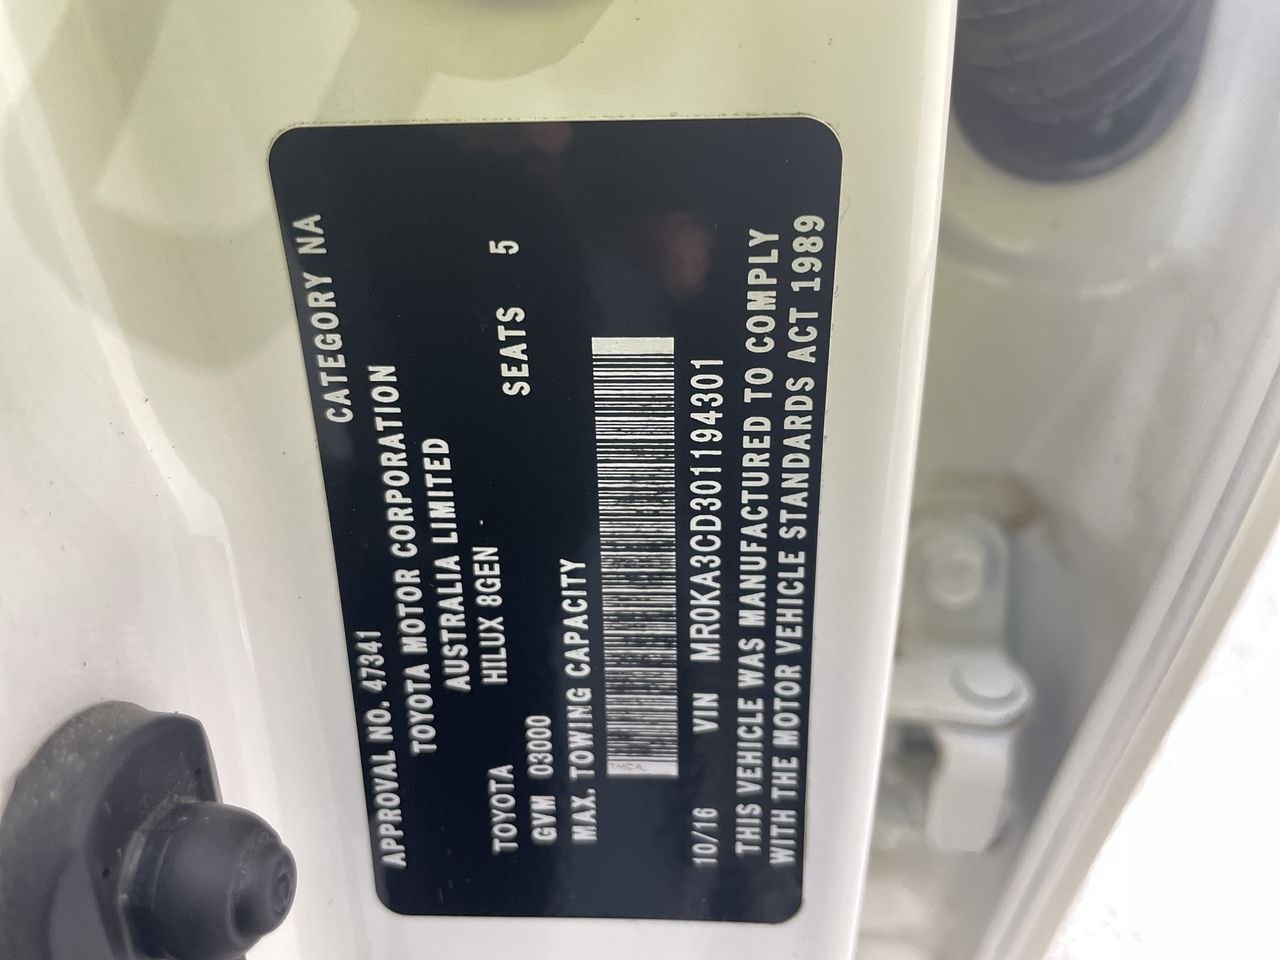 APPROVAL NO. 47341 CATEGORY NA
TOYOTA MOTOR CORPORATION
AUSTRALIA LIMITED
TOYOTA HILUX 8GEN SEATS 5
GVM 03000
MAX. TOWING CAPACITY
TMCAL
10/16 VIN MR0KA3CD301194301
THIS VEHICLE WAS MANUFACTURED TO COMPLY
WITH THE MOTOR VEHICLE STANDARDS ACT 1989